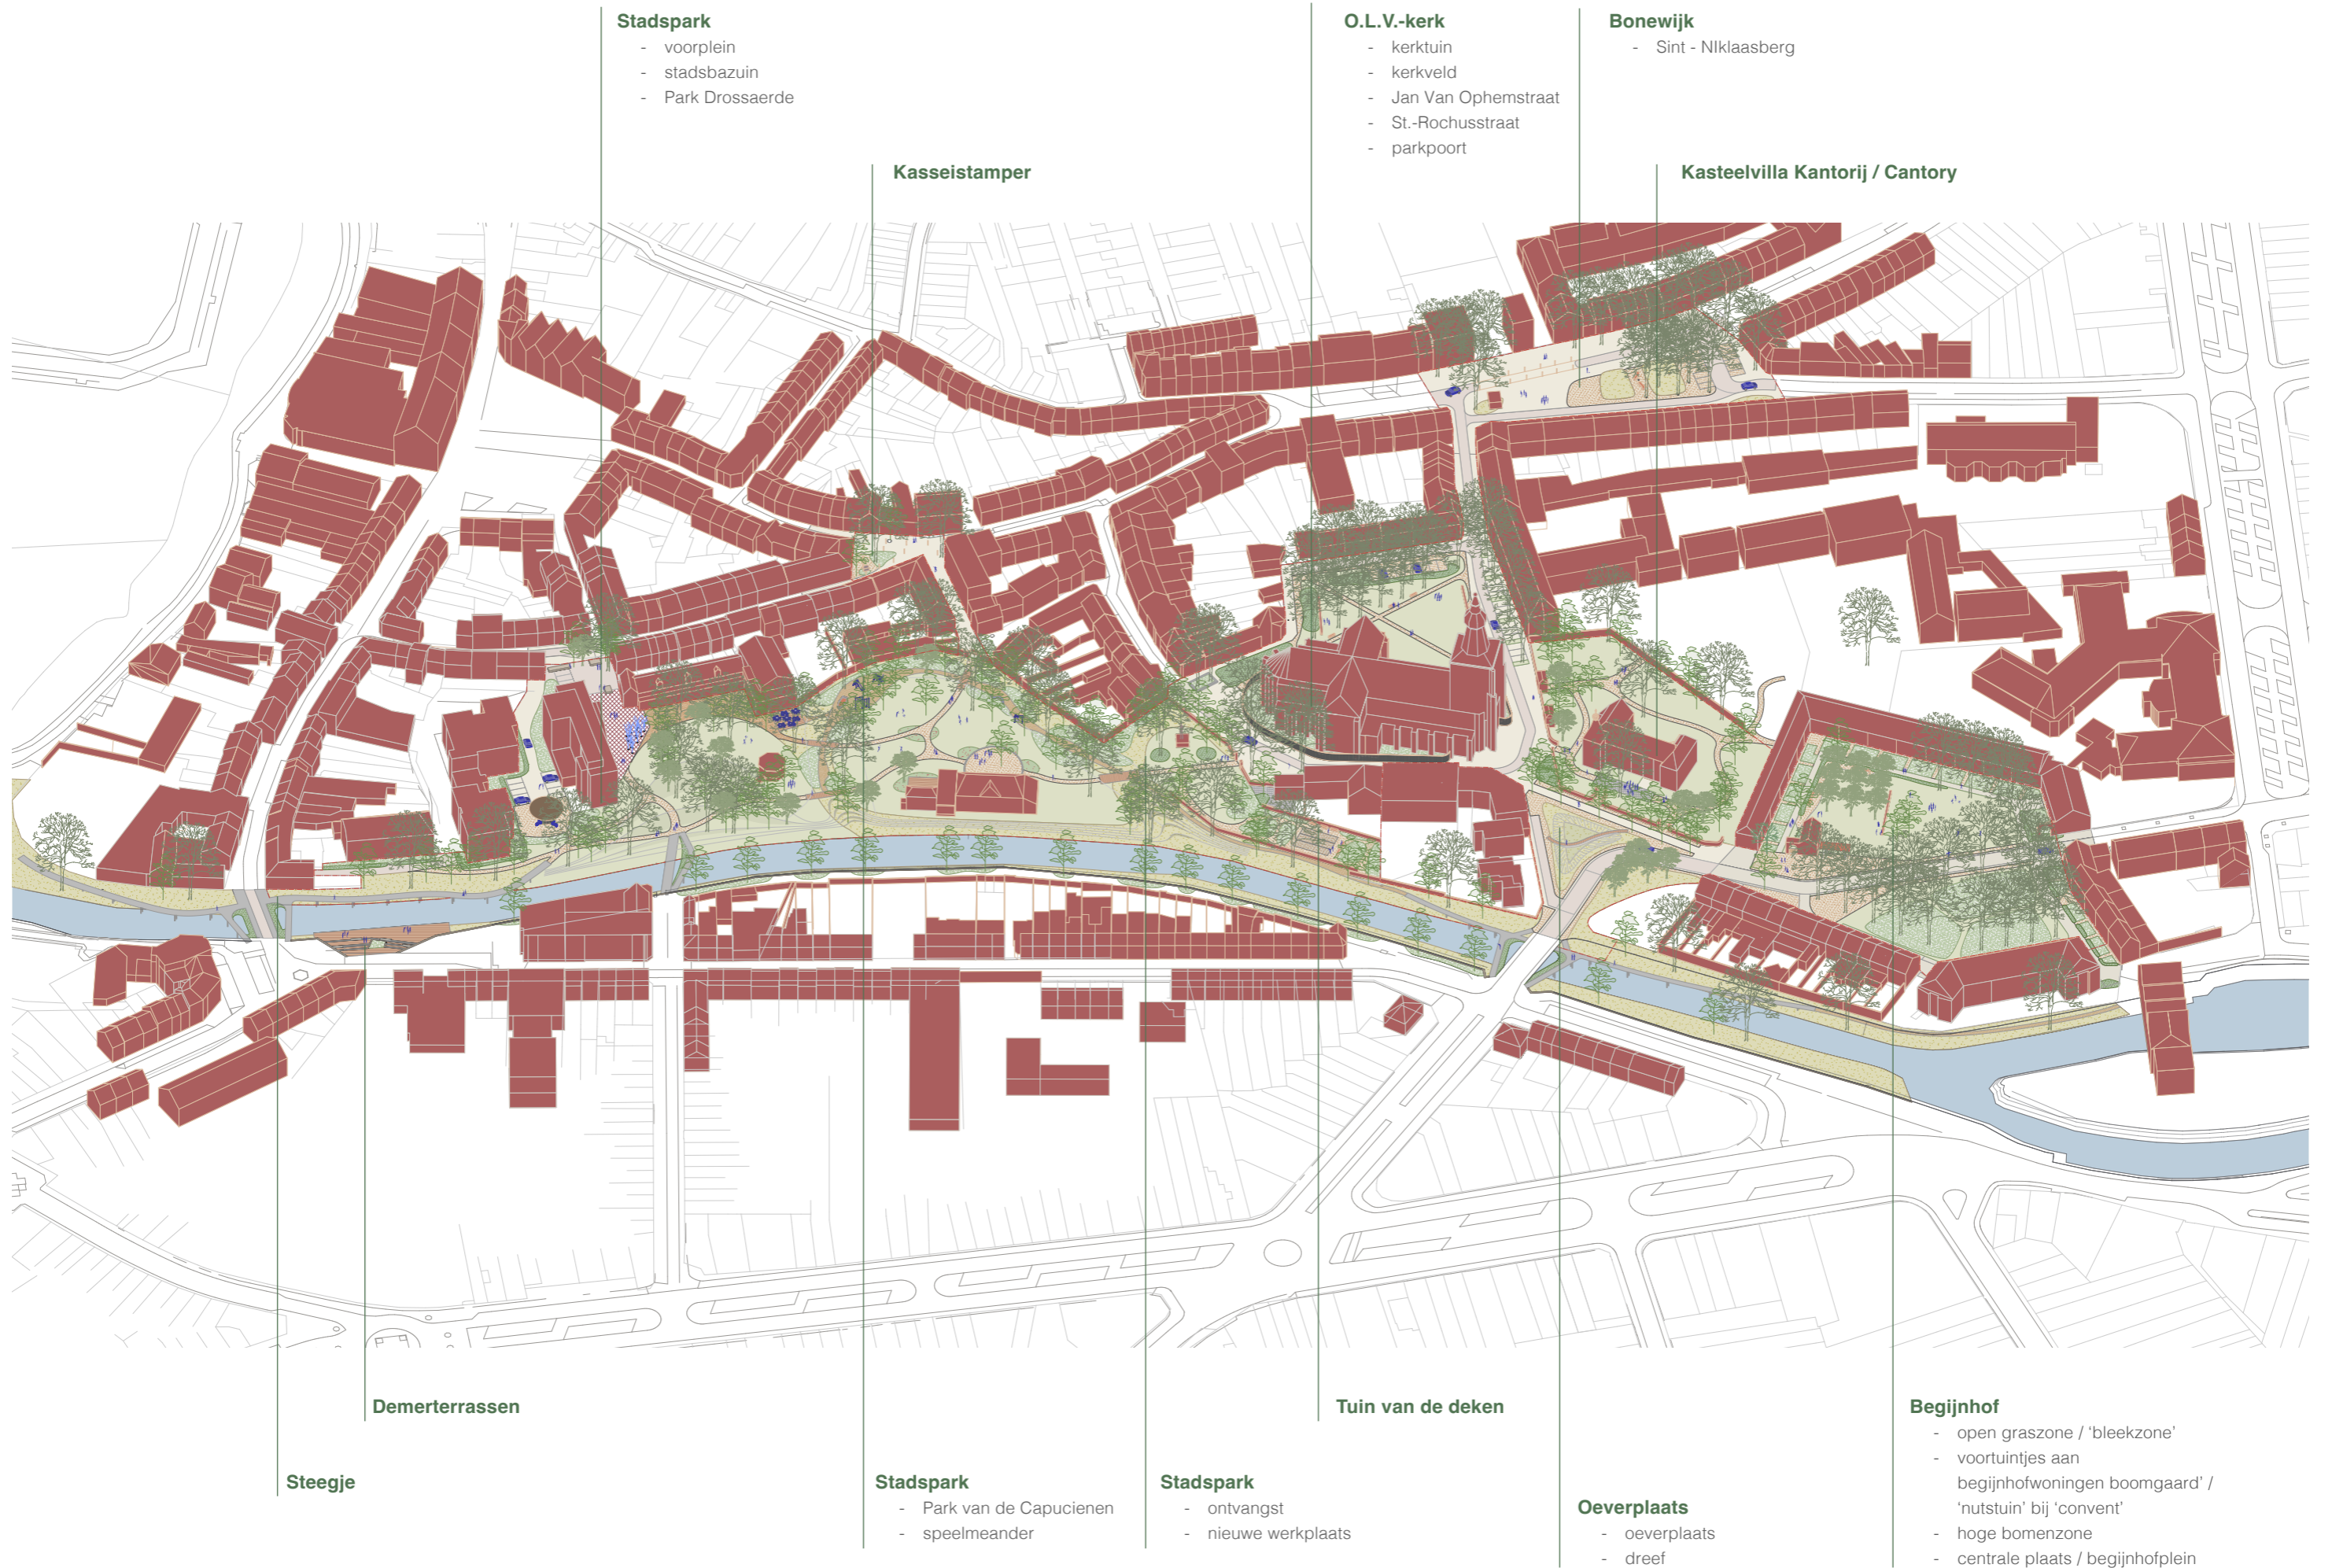 Stadspark
- voorplein
- stadsbazuin
- Park Drossaerde
O.L.V.-kerk
- kerktuin
- kerkveld
- Jan Van Ophemstraat
- St.-Rochusstraat
- parkpoort
Bonewijk
- Sint - NIklaasberg
Kasseistamper
Kasteelvilla Kantorij / Cantory
Demerterrassen
Steegje
Stadspark
- Park van de Capucienen
- speelmeander
Stadspark
- ontvangst
- nieuwe werkplaats
Tuin van de deken
Oeverplaats
- oeverplaats
- dreef
Begijnhof
- open graszone / ‘bleekzone’
- voortuintjes aan
begijnhofwoningen boomgaard’ /
‘nutstuin’ bij ‘convent’
- hoge bomenzone
- centrale plaats / begijnhofplein